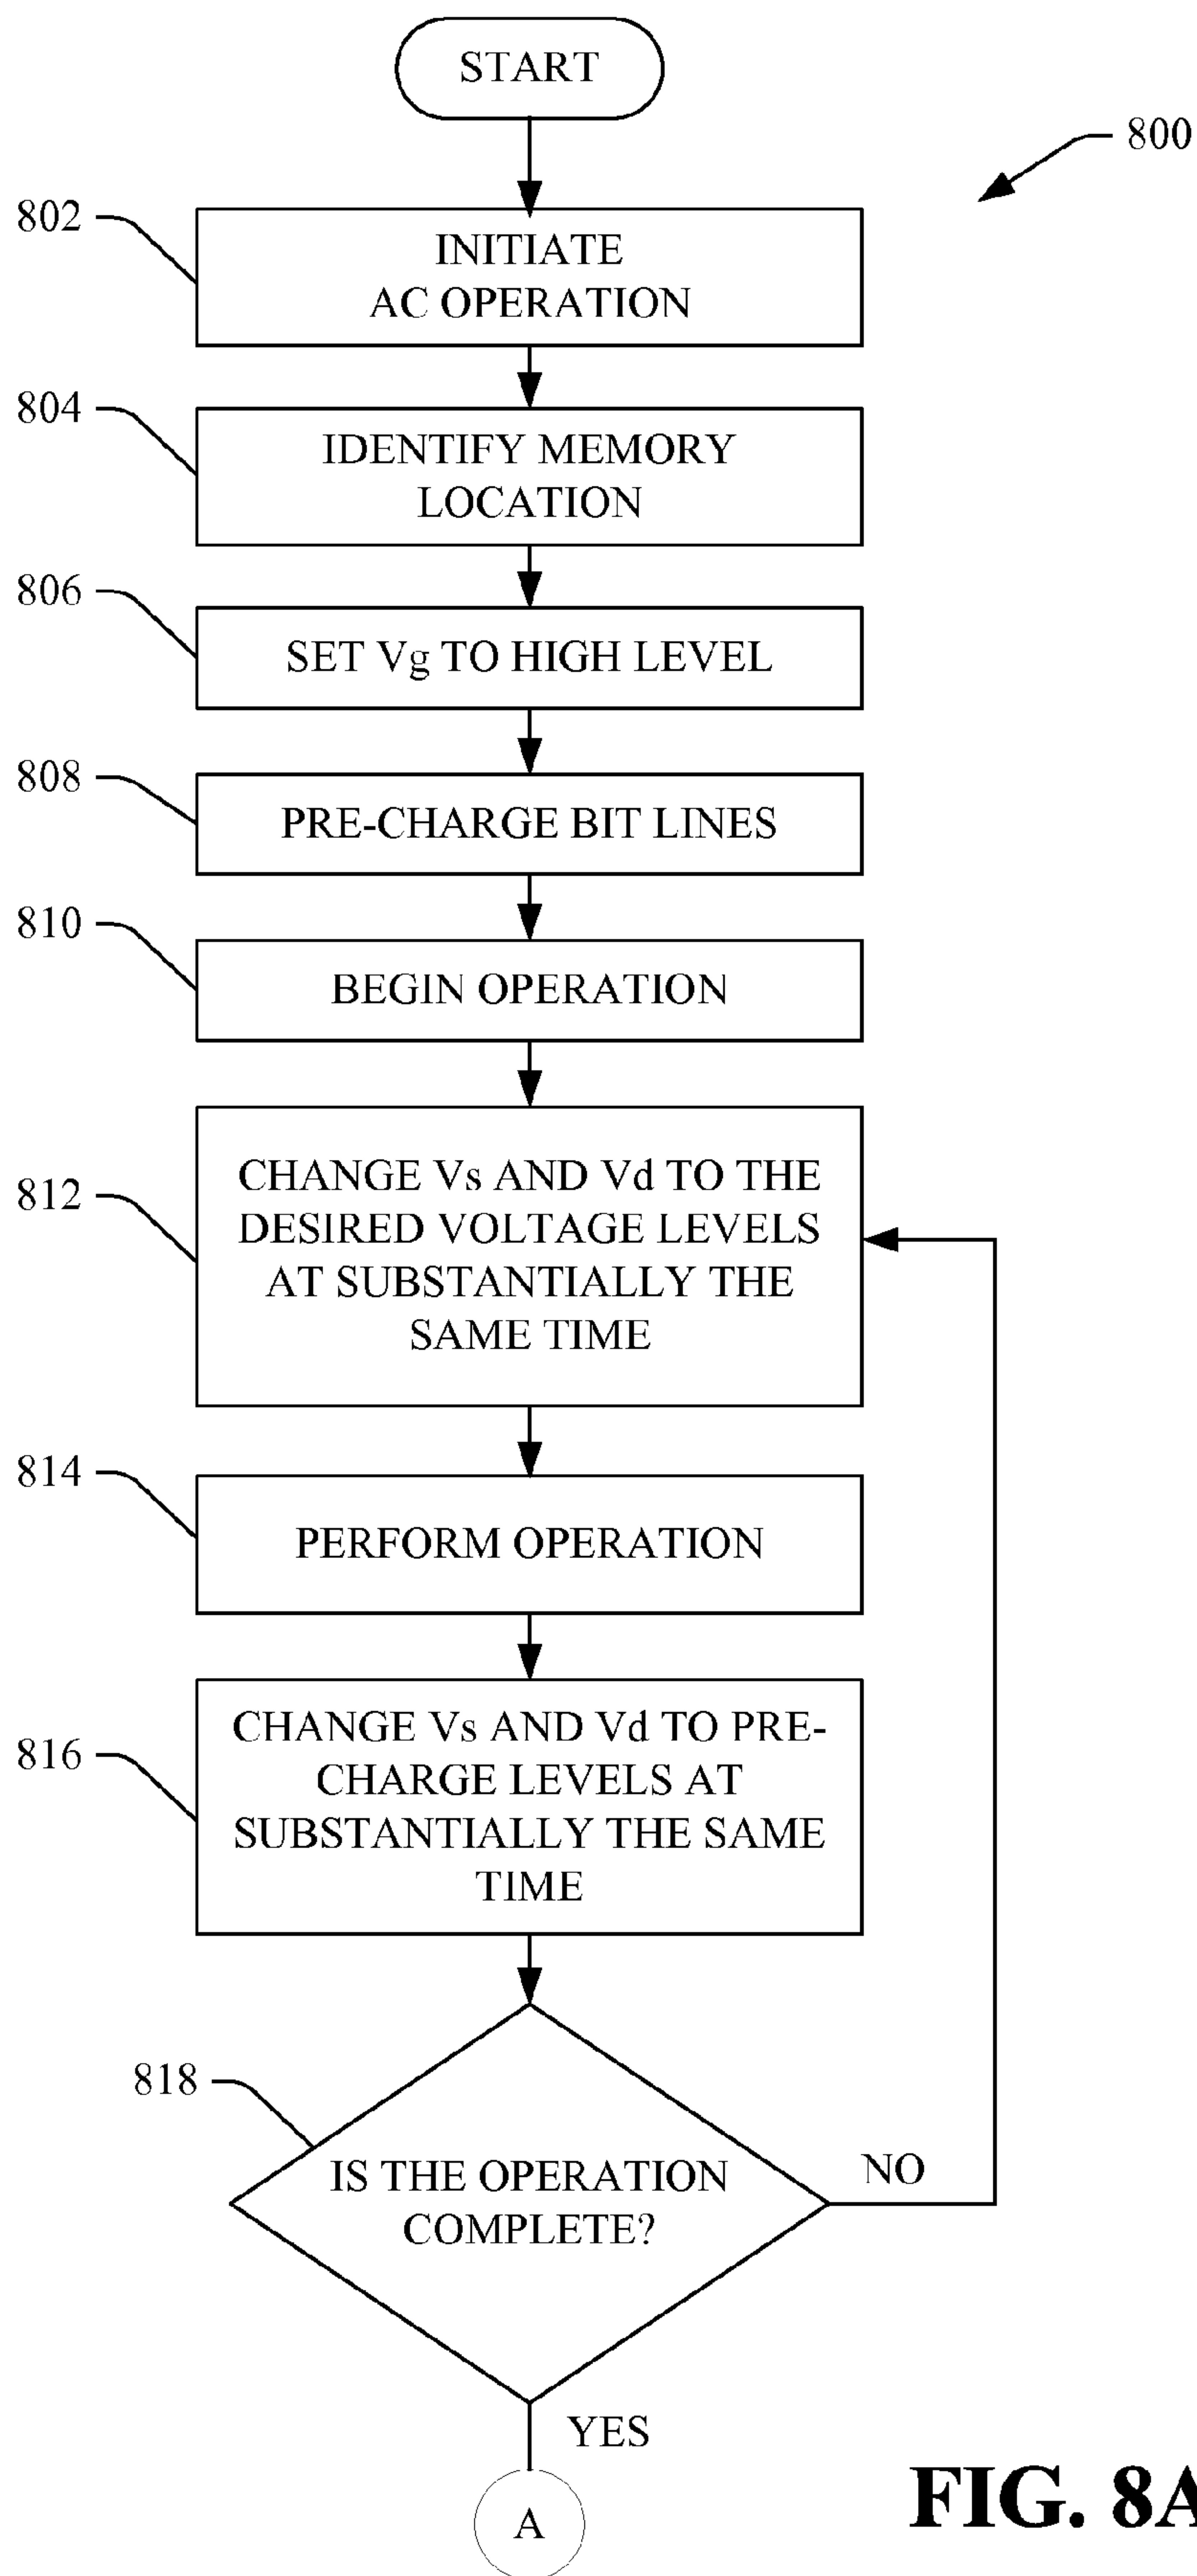 START
800
802
INITIATE
AC OPERATION
804
IDENTIFY MEMORY
LOCATION
806
SET Vg TO HIGH LEVEL
808
PRE-CHARGE BIT LINES
810
BEGIN OPERATION
812
CHANGE Vs AND Vd TO THE
DESIRED VOLTAGE LEVELS
AT SUBSTANTIALLY THE
SAME TIME
814
PERFORM OPERATION
816
CHANGE Vs AND Vd TO PRE-
CHARGE LEVELS AT
SUBSTANTIALLY THE SAME
TIME
818
IS THE OPERATION
COMPLETE?
NO
YES
A
FIG. 8A